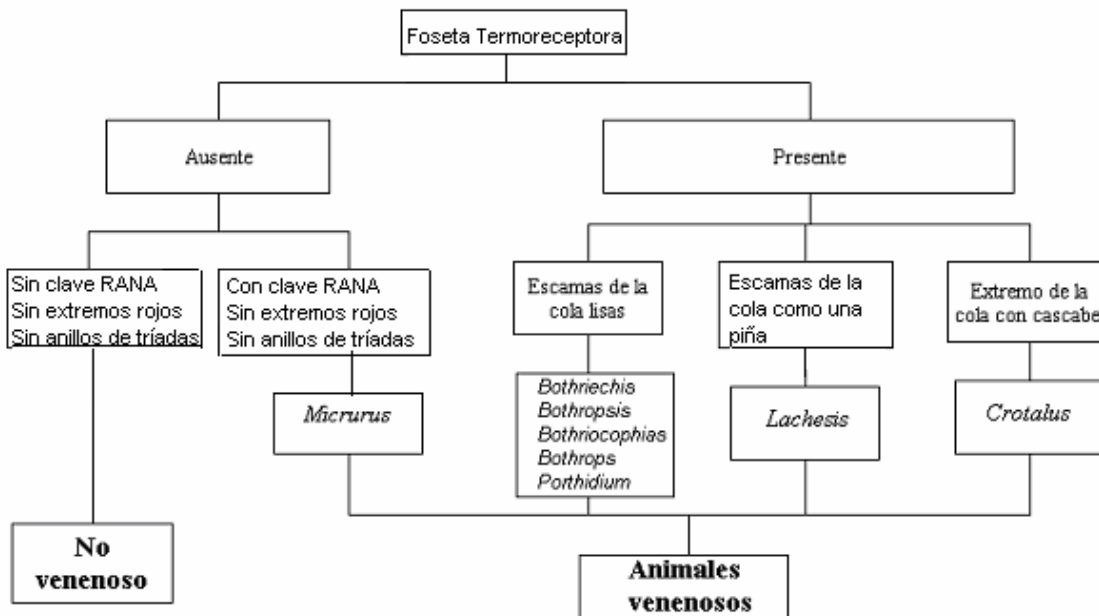 Foseta Termoreceptora
Ausente
Presente
Sin clave RANA
Sin extremos rojos
Sin anillos de tríadas
Con clave RANA
Sin extremos rojos
Sin anillos de tríadas
Escamas de la
cola lisas
Escamas de la
cola como una
piña
Extremo de la
cola con cascabe
Micrurus
Bothriechis
Bothropsis
Bothriocophias
Bothrops
Porthidium
Lachesis
Crotalus
No
venenoso
Animales
venenosos